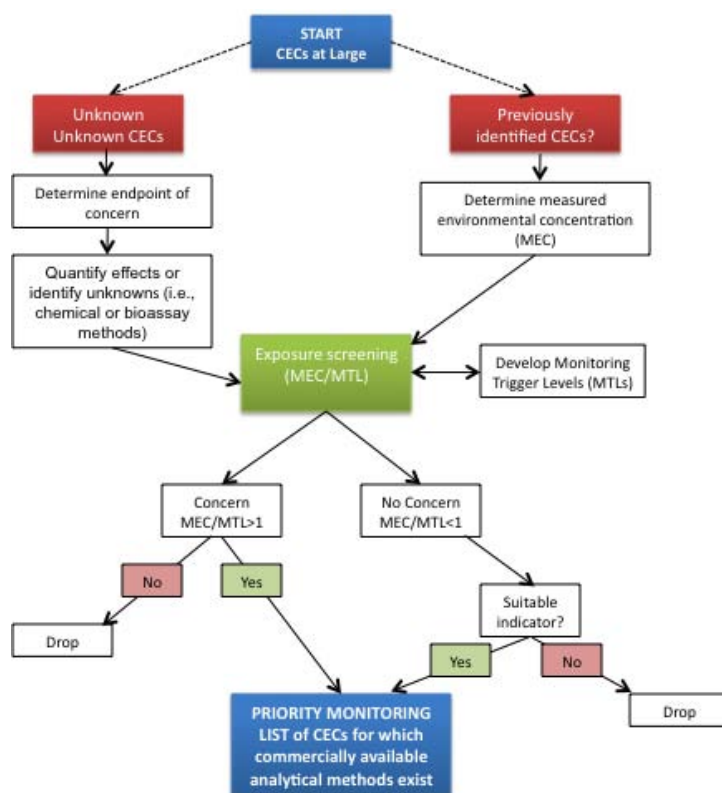 START
CECs at Large
Unknown
Unknown CECs
Previously
identified CECs?
Determine endpoint of
concern
Determine measured
environmental concentration
(MEC)
Quantify effects or
identify unknowns (i.e.,
chemical or bioassay
methods)
Exposure screening
(MEC/MTL)
Develop Monitoring
Trigger Levels (MTLs)
Concern
MEC/MTL>1
No Concern
MEC/MTL<1
No
Yes
Suitable
indicator?
Drop
Yes
No
Drop
PRIORITY MONITORING
LIST of CECs for which
commercially available
analytical methods exist